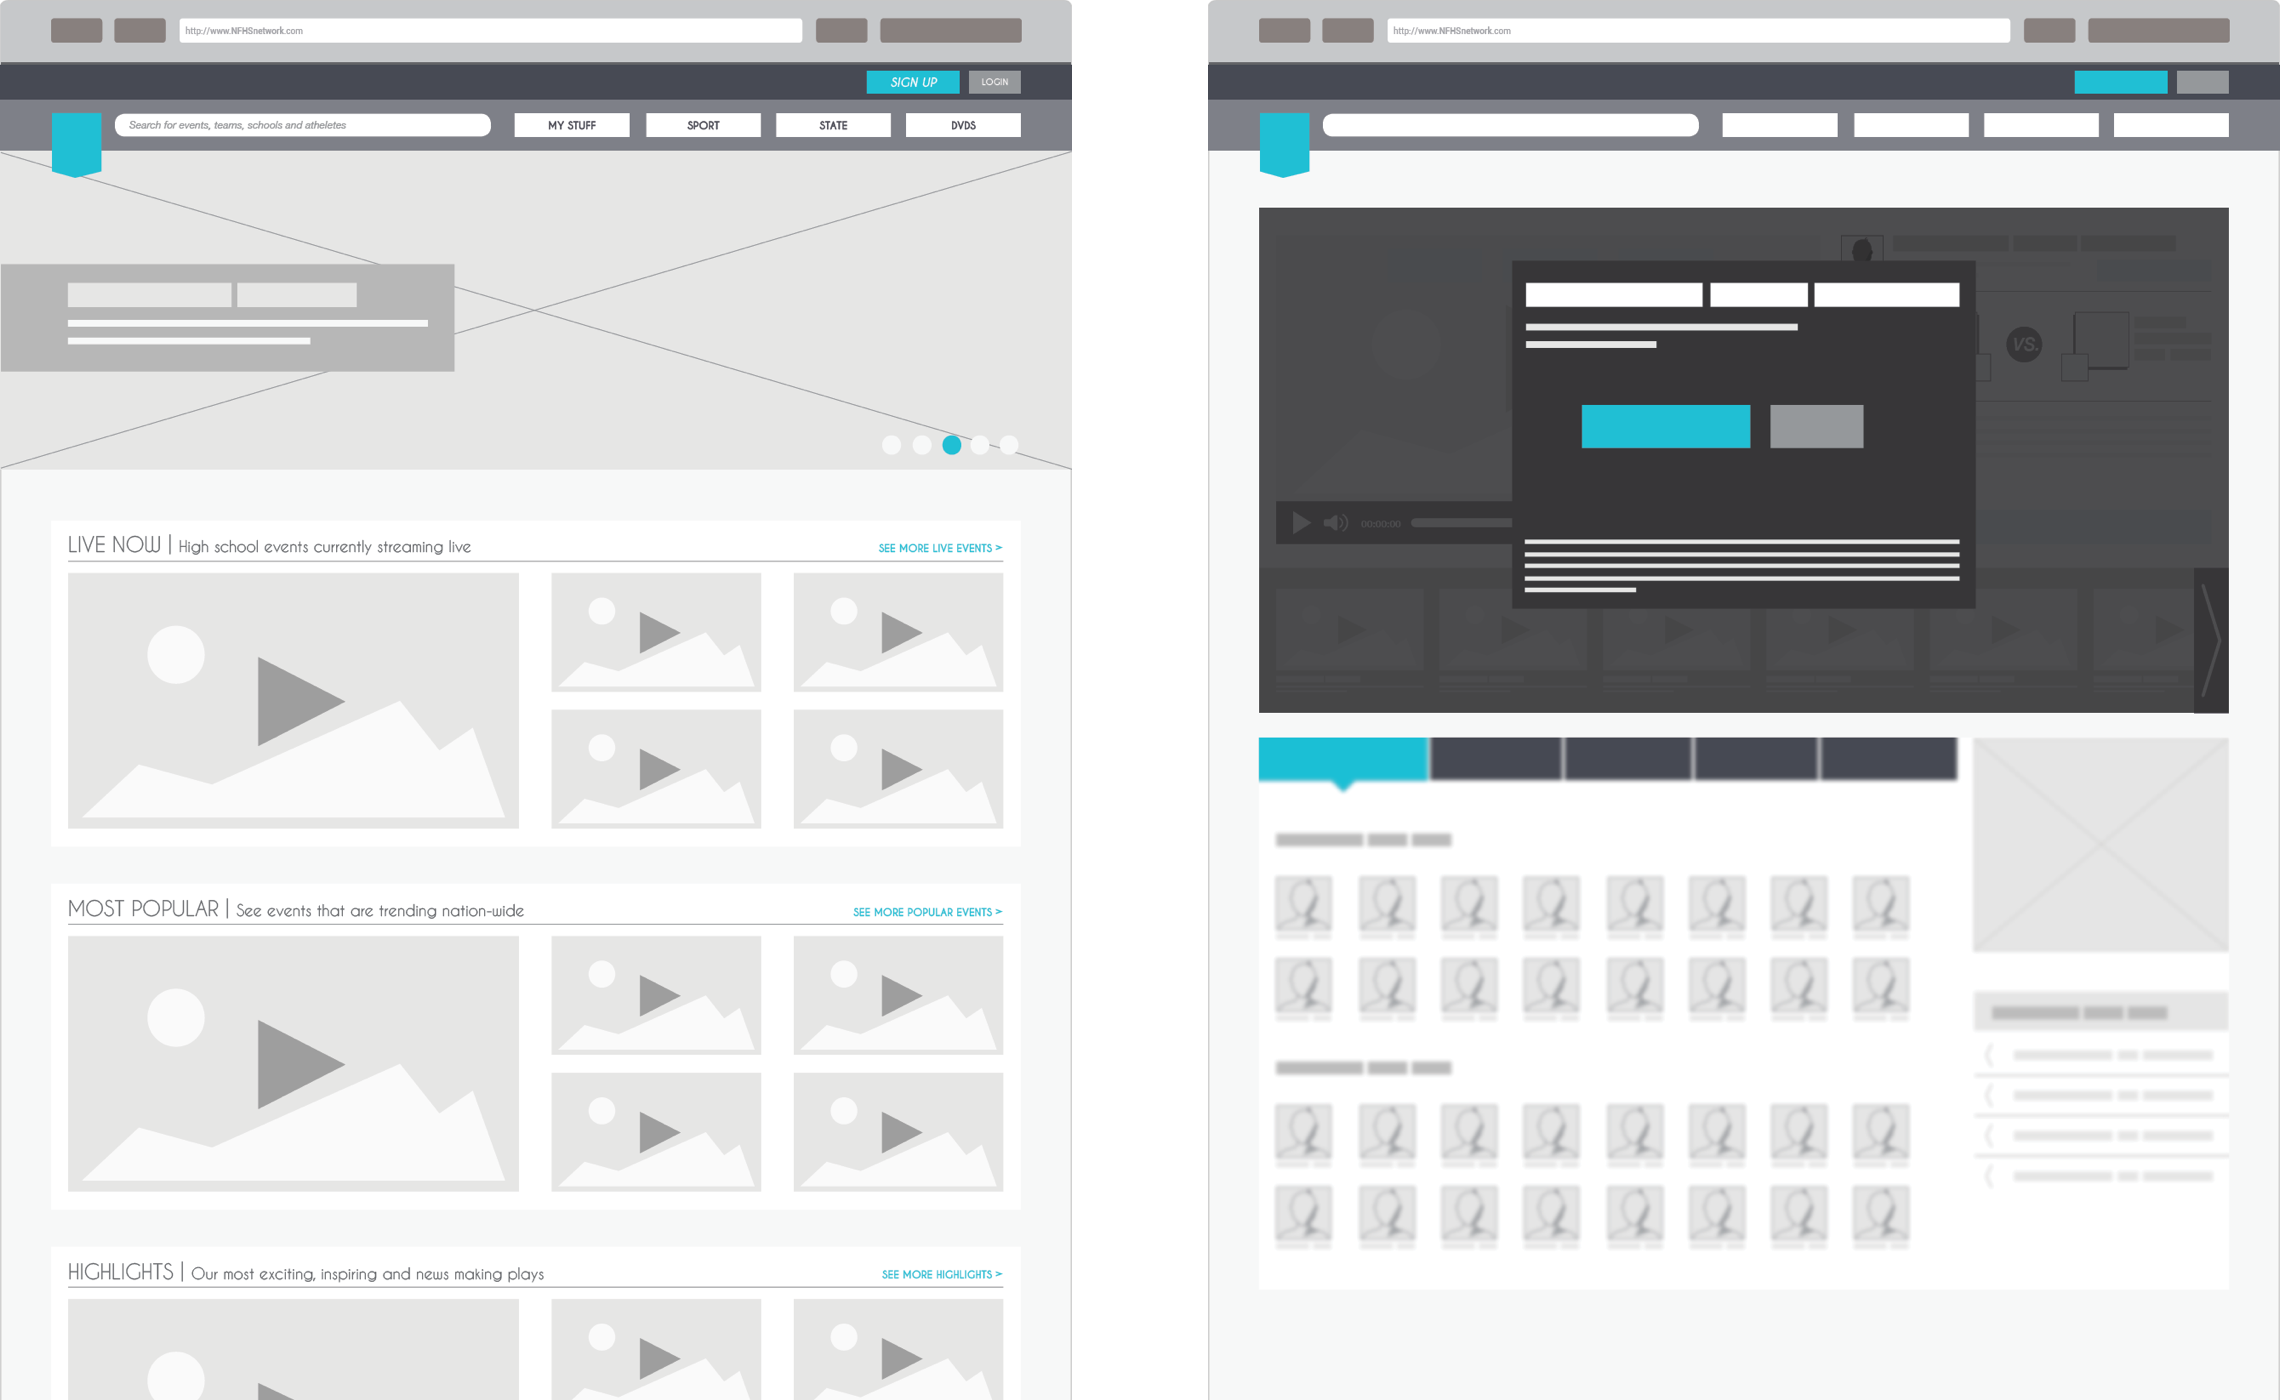 http://www.NFHSnetwork.com
SIGN UP
LOGIN
Search for events, teams, schools and atheletes
MY STUFF
SPORT
STATE
DVDS
LIVE NOW | High school events currently streaming live
SEE MORE LIVE EVENTS >
MOST POPULAR | See events that are trending nation-wide
SEE MORE POPULAR EVENTS >
HIGHLIGHTS | Our most exciting, inspiring and news making plays
SEE MORE HIGHLIGHTS >
http://www.NFHSnetwork.com
VS.
00:00:00